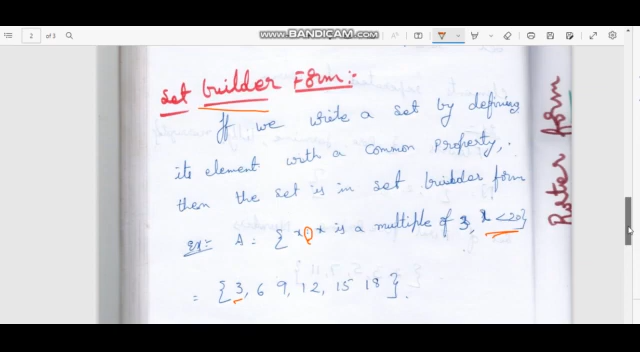 WWW.BANDICAM.COM
2 of 3
Set builder Form:-
If we write a set by defining
its element with a common Property,
then the set is in set builder form
Ex:- A = { x | x is a multiple of 3, x < 20}
= { 3, 6 9, 12, 15 18 }.
Roster form